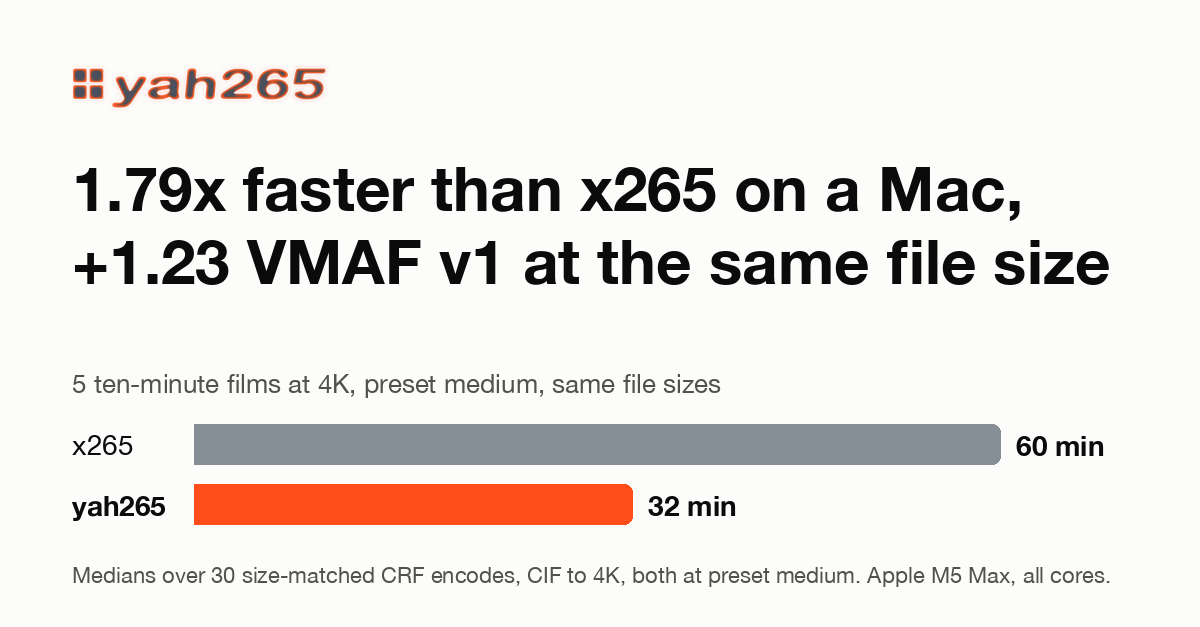 yah265
1.79x faster than x265 on a Mac,
+1.23 VMAF v1 at the same file size
5 ten-minute films at 4K, preset medium, same file sizes
x265 60 min
yah265 32 min
Medians over 30 size-matched CRF encodes, CIF to 4K, both at preset medium. Apple M5 Max, all cores.